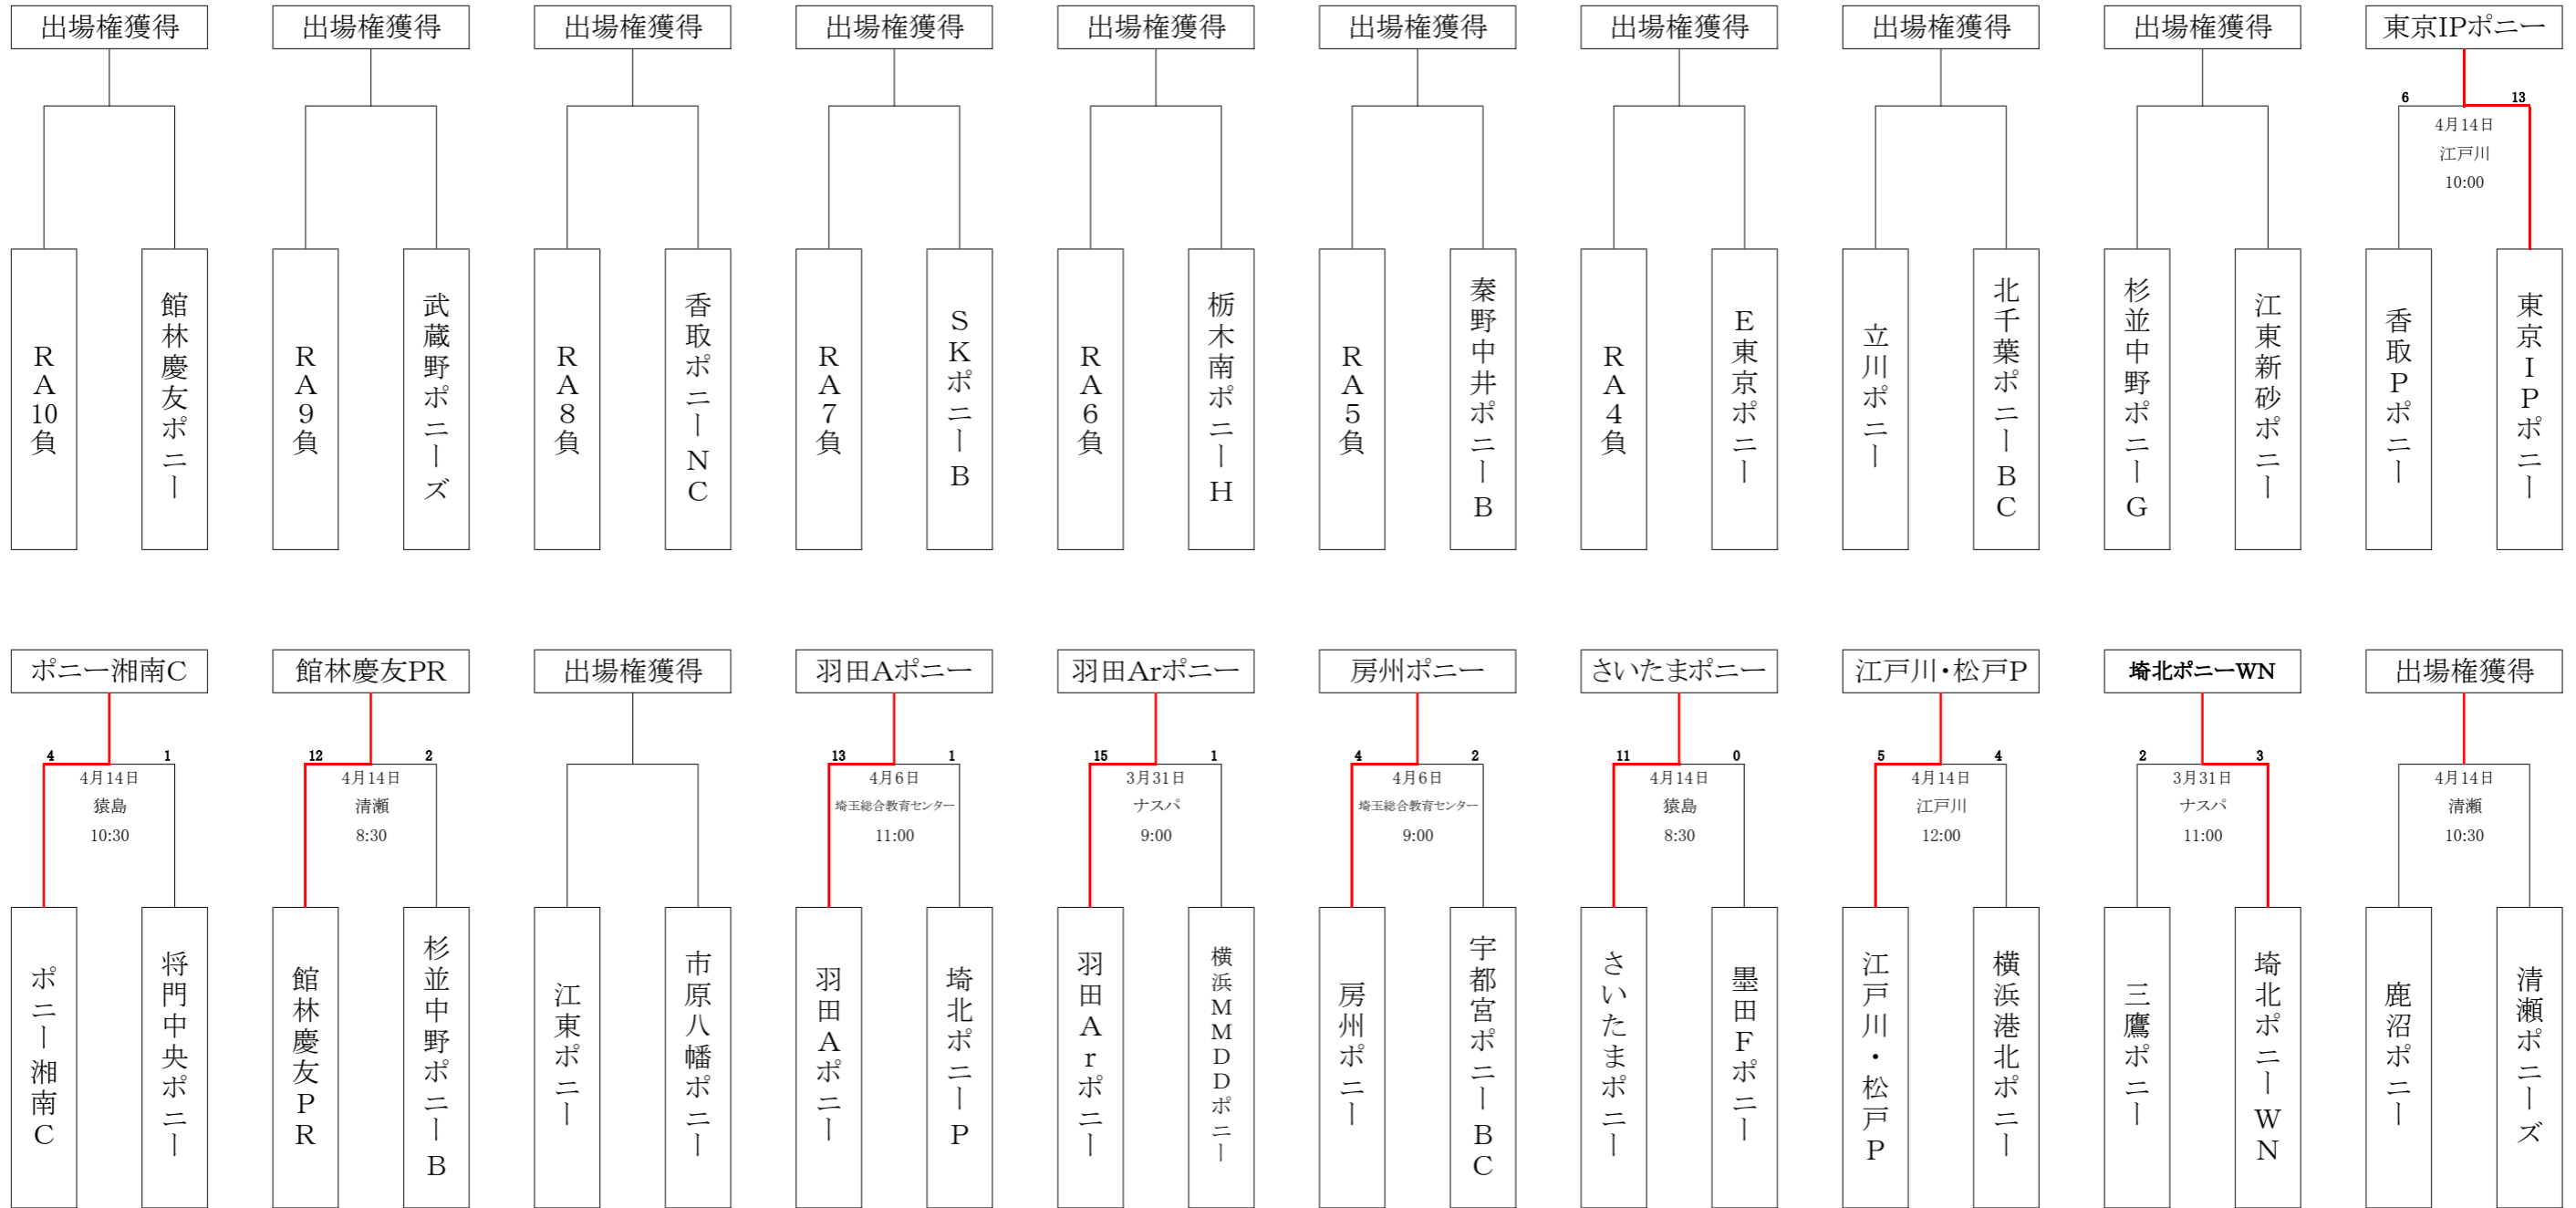 出場権獲得 出場権獲得 出場権獲得 出場権獲得 出場権獲得 出場権獲得 出場権獲得 出場権獲得 出場権獲得 東京IPポニー
6 13
4月14日
江戸川
10:00
RA10負
館林慶友ポニー
RA9負
武蔵野ポニーズ
RA8負
香取ポニーNC
RA7負
SKポニーB
RA6負
栃木南ポニーH
RA5負
秦野中井ポニーB
RA4負
E東京ポニー
立川ポニー
北千葉ポニーBC
杉並中野ポニーG
江東新砂ポニー
香取Pポニー
東京IPポニー
ポニー湘南C 館林慶友PR 出場権獲得 羽田Aポニー 羽田Arポニー 房州ポニー さいたまポニー 江戸川・松戸P 埼北ポニーWN 出場権獲得
4 1 12 2 13 1 15 1 4 2 11 0 5 4 2 3
4月14日 4月14日 4月6日 3月31日 4月6日 4月14日 4月14日 3月31日 4月14日
猿島 清瀬 埼玉総合教育センター ナスパ 埼玉総合教育センター 猿島 江戸川 ナスパ 清瀬
10:30 8:30 11:00 9:00 9:00 8:30 12:00 11:00 10:30
ポニー湘南C
将門中央ポニー
館林慶友PR
杉並中野ポニーB
江東ポニー
市原八幡ポニー
羽田Aポニー
埼北ポニーP
羽田Arポニー
横浜MMDDポニー
房州ポニー
宇都宮ポニーBC
さいたまポニー
墨田Fポニー
江戸川・松戸P
横浜港北ポニー
三鷹ポニー
埼北ポニーWN
鹿沼ポニー
清瀬ポニーズ